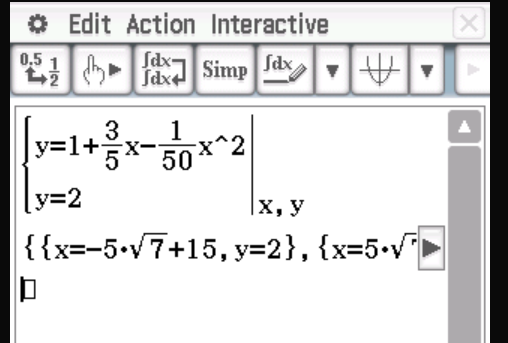 Edit Action Interactive
0.5 1 2 ∫dx ∫dx Simp ∫dx
y=1+3/5x-1/50x^2
y=2
x, y
{{x=-5·√7+15, y=2}, {x=5·√